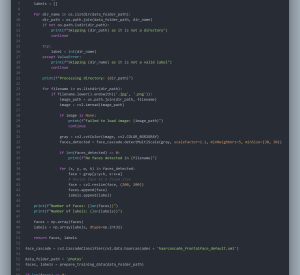 labels = []
for dir_name in os.listdir(data_folder_path):
dir_path = os.path.join(data_folder_path, dir_name)
if not os.path.isdir(dir_path):
print(f"Skipping {dir_path} as it is not a directory")
continue
try:
label = int(dir_name)
except ValueError:
print(f"Skipping {dir_name} as it is not a valid label")
continue
print(f"Processing directory: {dir_path}")
for filename in os.listdir(dir_path):
if filename.lower().endswith(('.jpg', '.png')):
image_path = os.path.join(dir_path, filename)
image = cv2.imread(image_path)
if image is None:
print(f"Failed to load image: {image_path}")
continue
gray = cv2.cvtColor(image, cv2.COLOR_BGR2GRAY)
faces_detected = face_cascade.detectMultiScale(gray, scaleFactor=1.1, minNeighbors=5, minSize=(30, 30))
if len(faces_detected) == 0:
print(f"No faces detected in {filename}")
for (x, y, w, h) in faces_detected:
face = gray[y:y+h, x:x+w]
face = cv2.resize(face, (200, 200))
faces.append(face)
labels.append(label)
print(f"Number of faces: {len(faces)}")
print(f"Number of labels: {len(labels)}")
faces = np.array(faces)
labels = np.array(labels, dtype=np.int32)
return faces, labels
face_cascade = cv2.CascadeClassifier(cv2.data.haarcascades + 'haarcascade_frontalface_default.xml')
data_folder_path = 'photos'
faces, labels = prepare_training_data(data_folder_path)